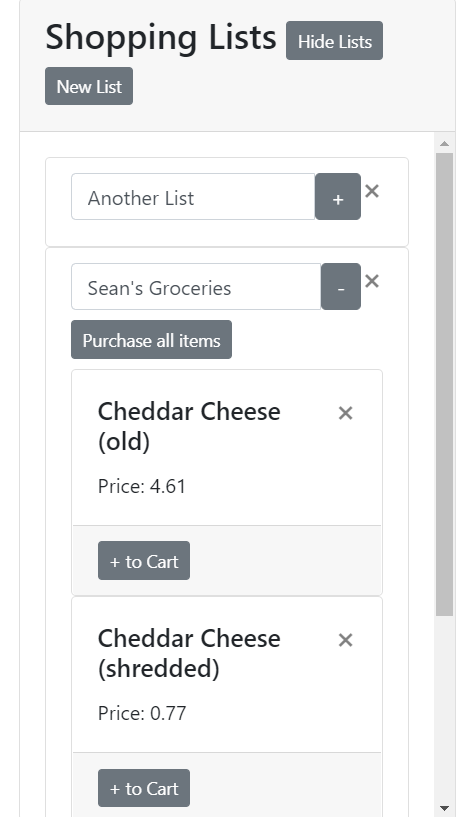 Shopping Lists Hide Lists
New List
Another List + ×
Sean's Groceries - ×
Purchase all items
Cheddar Cheese ×
(old)
Price: 4.61
+ to Cart
Cheddar Cheese ×
(shredded)
Price: 0.77
+ to Cart